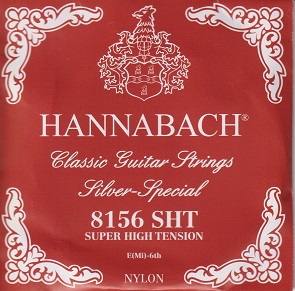 HANNABACH®
Classic Guitar Strings
Silver-Special
8156 SHT
SUPER HIGH TENSION
E(Mi)-6th
NYLON